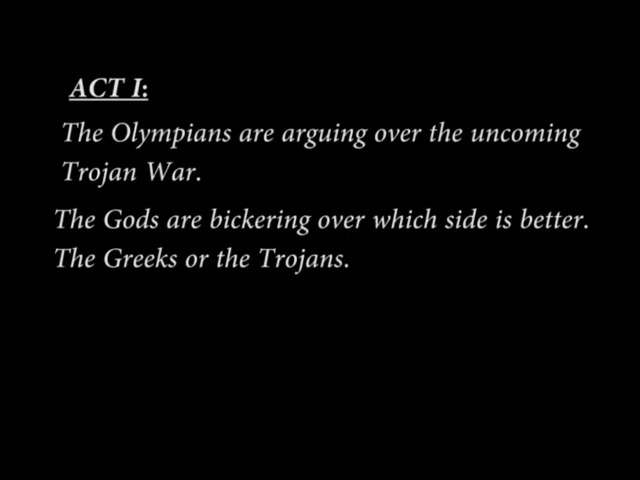 ACT I:
The Olympians are arguing over the uncoming
Trojan War.
The Gods are bickering over which side is better.
The Greeks or the Trojans.